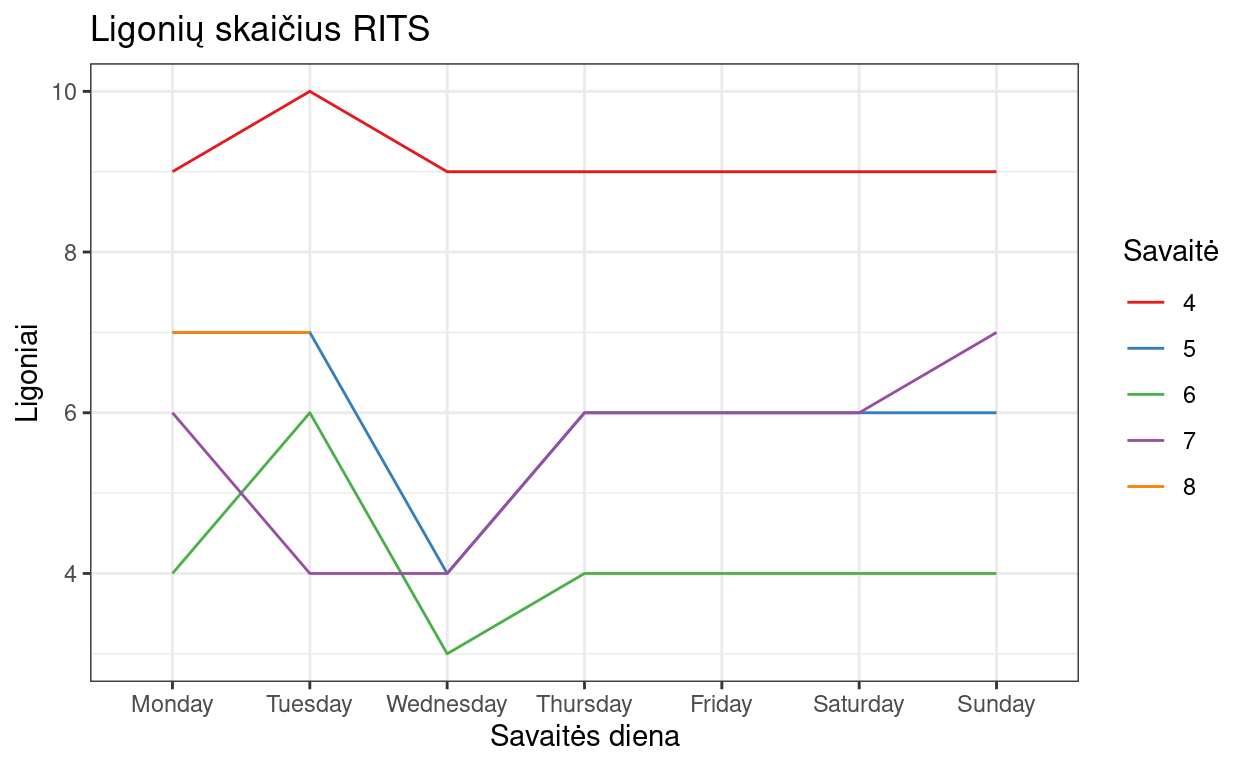 Ligonių skaičius RITS
Ligoniai
10
8
6
4
Monday Tuesday Wednesday Thursday Friday Saturday Sunday
Savaitės diena
Savaitė
4
5
6
7
8